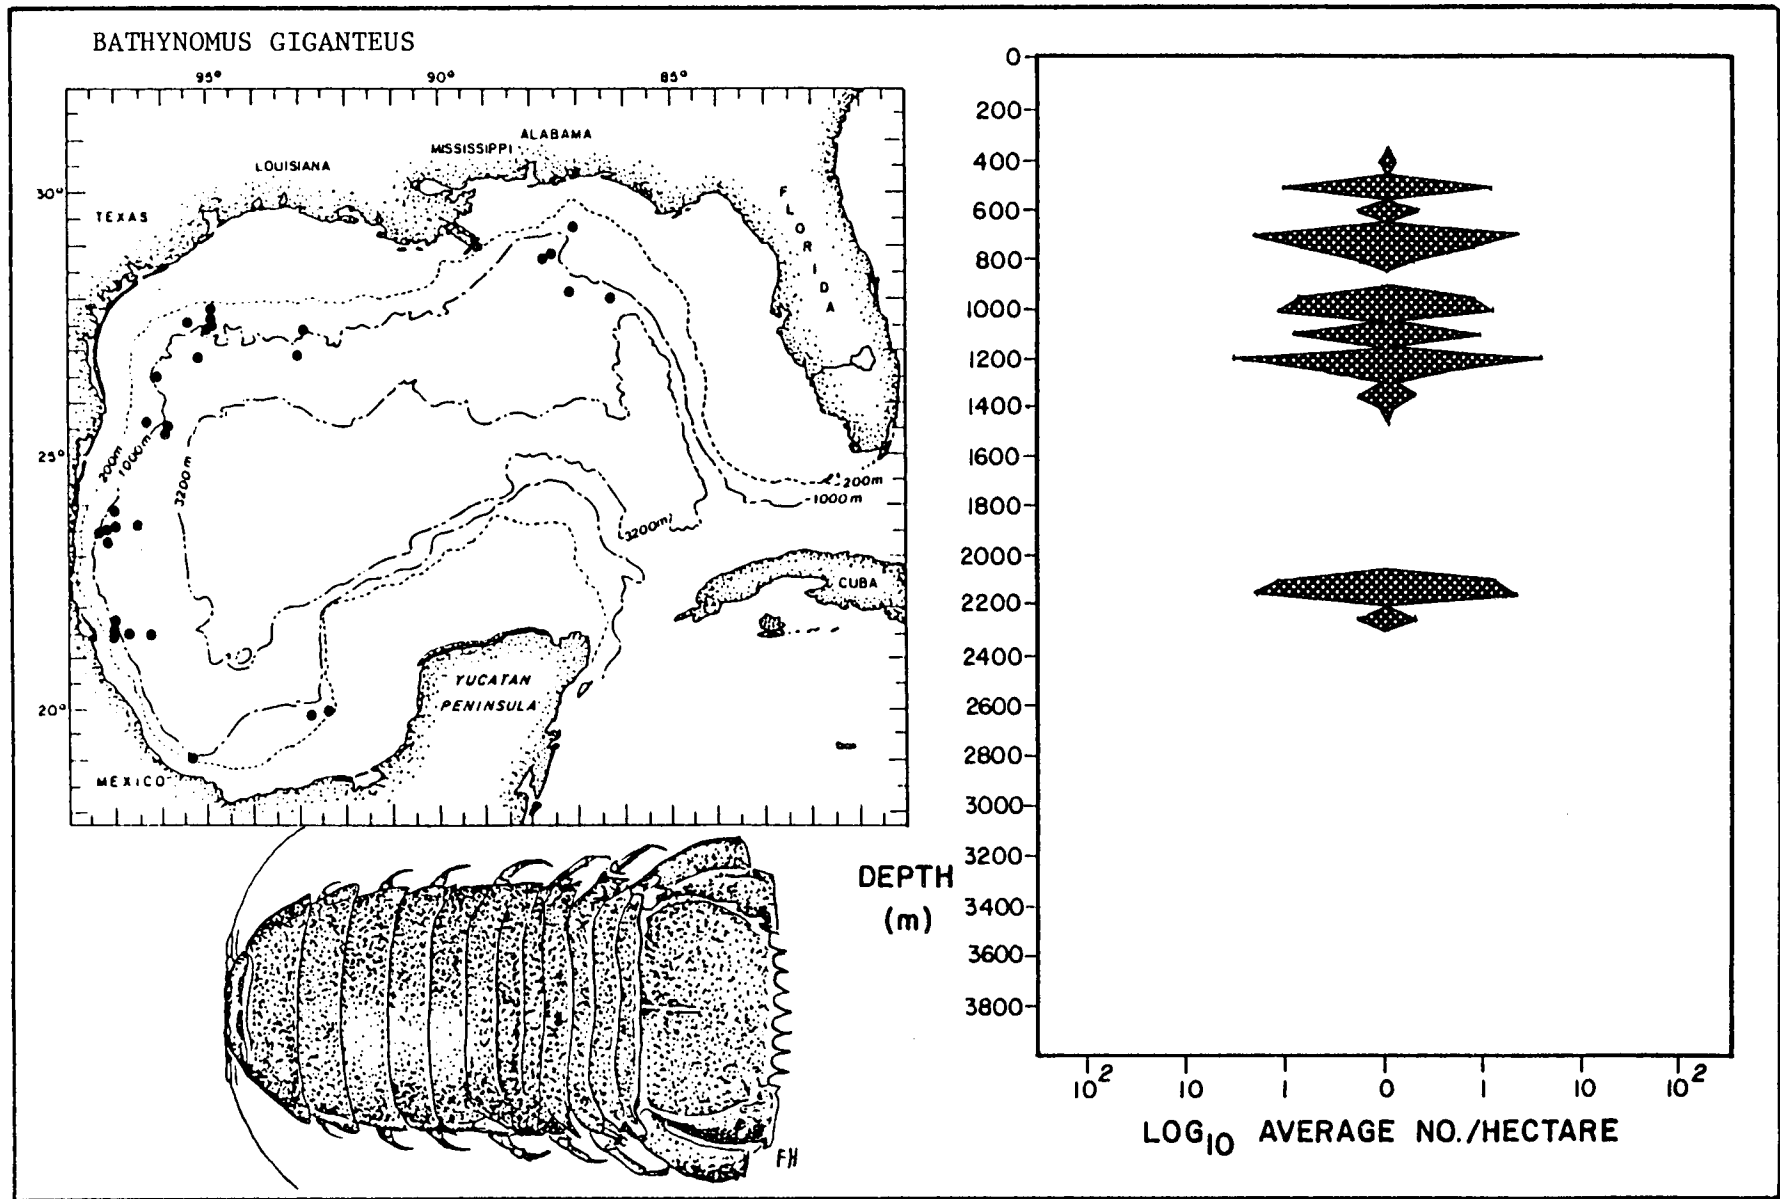 BATHYNOMUS GIGANTEUS
95° 90° 85°
ALABAMA
MISSISSIPPI
LOUISIANA
30°
TEXAS
FLORIDA
25°
200m
1000m
3200m
200m
1000m
3200m
CUBA
YUCATAN
PENINSULA
20°
MEXICO
FH
DEPTH
(m)
0
200
400
600
800
1000
1200
1400
1600
1800
2000
2200
2400
2600
2800
3000
3200
3400
3600
3800
10² 10 1 0 1 10 10²
LOG₁₀ AVERAGE NO./HECTARE